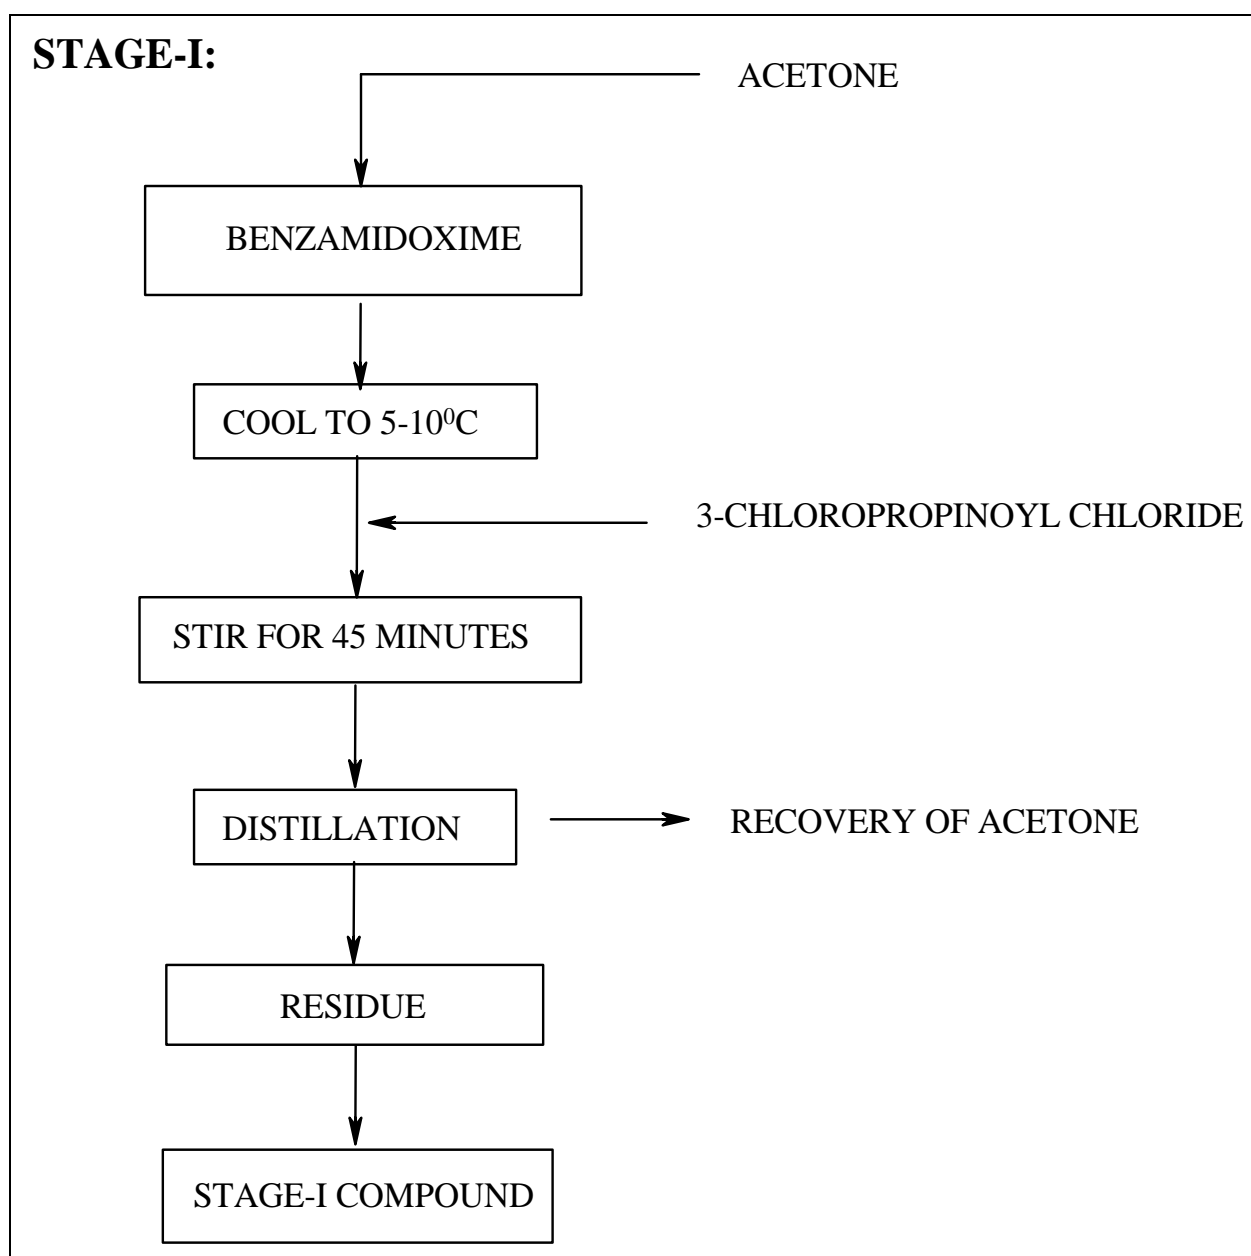 STAGE-I:
ACETONE
BENZAMIDOXIME
COOL TO 5-10⁰C
3-CHLOROPROPINOYL CHLORIDE
STIR FOR 45 MINUTES
DISTILLATION
RECOVERY OF ACETONE
RESIDUE
STAGE-I COMPOUND